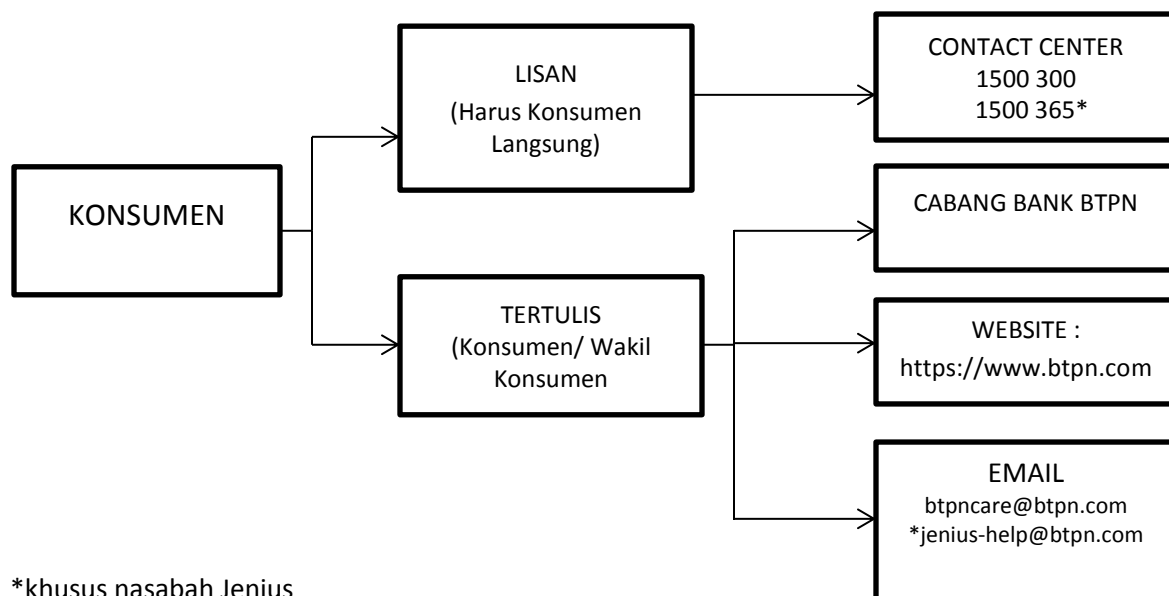 KONSUMEN
LISAN
(Harus Konsumen
Langsung)
TERTULIS
(Konsumen/ Wakil
Konsumen
CONTACT CENTER
1500 300
1500 365*
CABANG BANK BTPN
WEBSITE :
https://www.btpn.com
EMAIL
btpncare@btpn.com
*jenius-help@btpn.com
*khusus nasabah Jenius